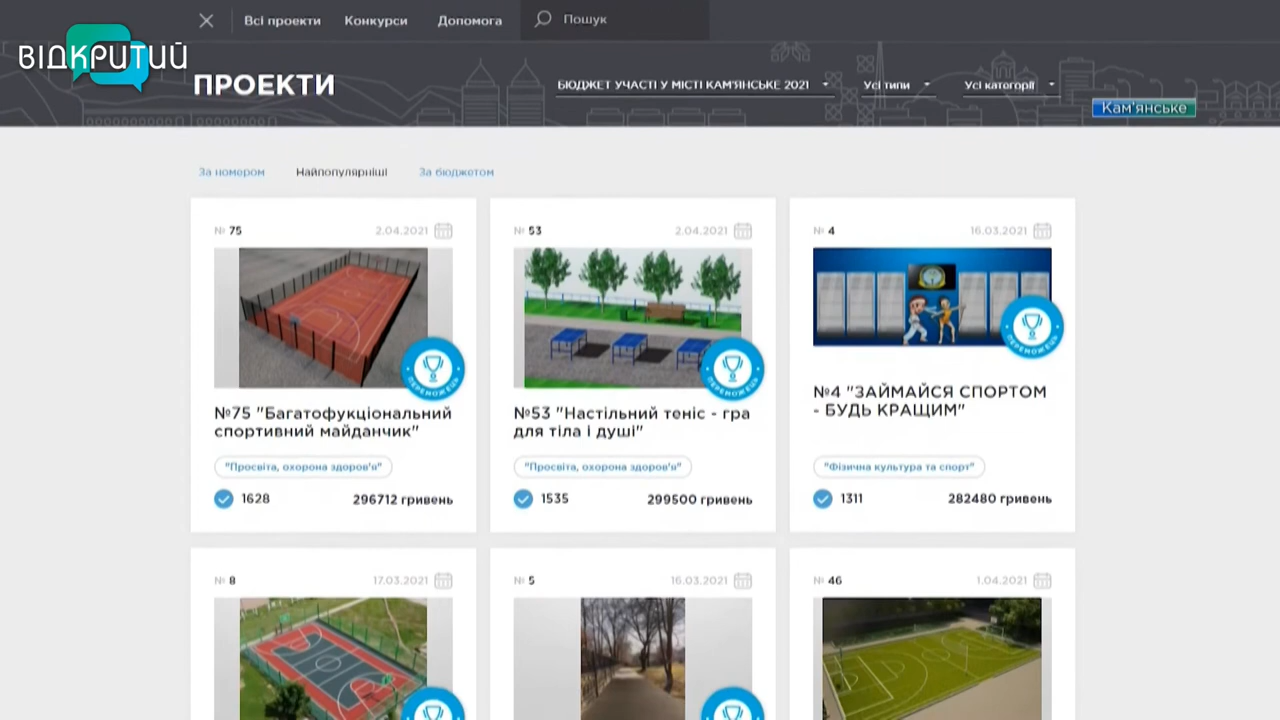 Всі проекти Конкурси Допомога Пошук
ВІДКРИТИЙ
ПРОЕКТИ
БЮДЖЕТ УЧАСТІ У МІСТІ КАМ'ЯНСЬКЕ 2021 Усі типи Усі категорії
Кам'янське
За номером Найпопулярніші За бюджетом
№ 75 2.04.2021
ПЕРЕМОЖЕЦЬ
№75 "Багатофукціональний
спортивний майданчик"
"Просвіта, охорона здоров'я"
1628 296712 гривень
№ 53 2.04.2021
ПЕРЕМОЖЕЦЬ
№53 "Настільний теніс - гра
для тіла і душі"
"Просвіта, охорона здоров'я"
1535 299500 гривень
№ 4 16.03.2021
ПЕРЕМОЖЕЦЬ
№4 "ЗАЙМАЙСЯ СПОРТОМ
- БУДЬ КРАЩИМ"
"Фізична культура та спорт"
1311 282480 гривень
№ 8 17.03.2021
№ 5 16.03.2021
№ 46 1.04.2021